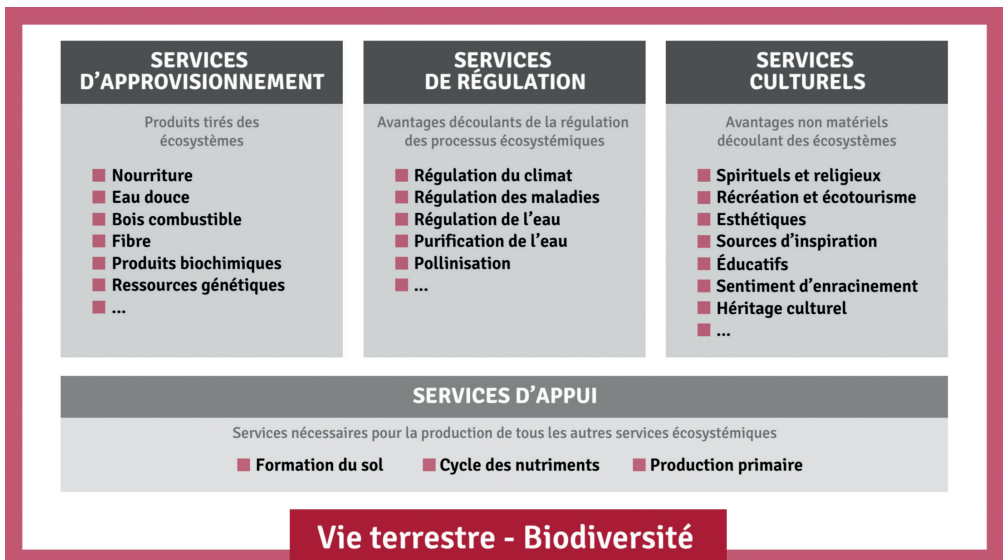 SERVICES
D'APPROVISIONNEMENT
Produits tirés des
écosystèmes
Nourriture
Eau douce
Bois combustible
Fibre
Produits biochimiques
Ressources génétiques
...
SERVICES
DE RÉGULATION
Avantages découlants de la régulation
des processus écosystémiques
Régulation du climat
Régulation des maladies
Régulation de l'eau
Purification de l'eau
Pollinisation
...
SERVICES
CULTURELS
Avantages non matériels
découlant des écosystèmes
Spirituels et religieux
Récréation et écotourisme
Esthétiques
Sources d'inspiration
Éducatifs
Sentiment d'enracinement
Héritage culturel
...
SERVICES D'APPUI
Services nécessaires pour la production de tous les autres services écosystémiques
Formation du sol
Cycle des nutriments
Production primaire
Vie terrestre - Biodiversité